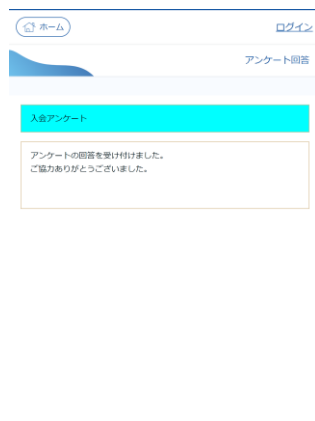 ホーム
ログイン
アンケート回答
入会アンケート
アンケートの回答を受け付けました。
ご協力ありがとうございました。